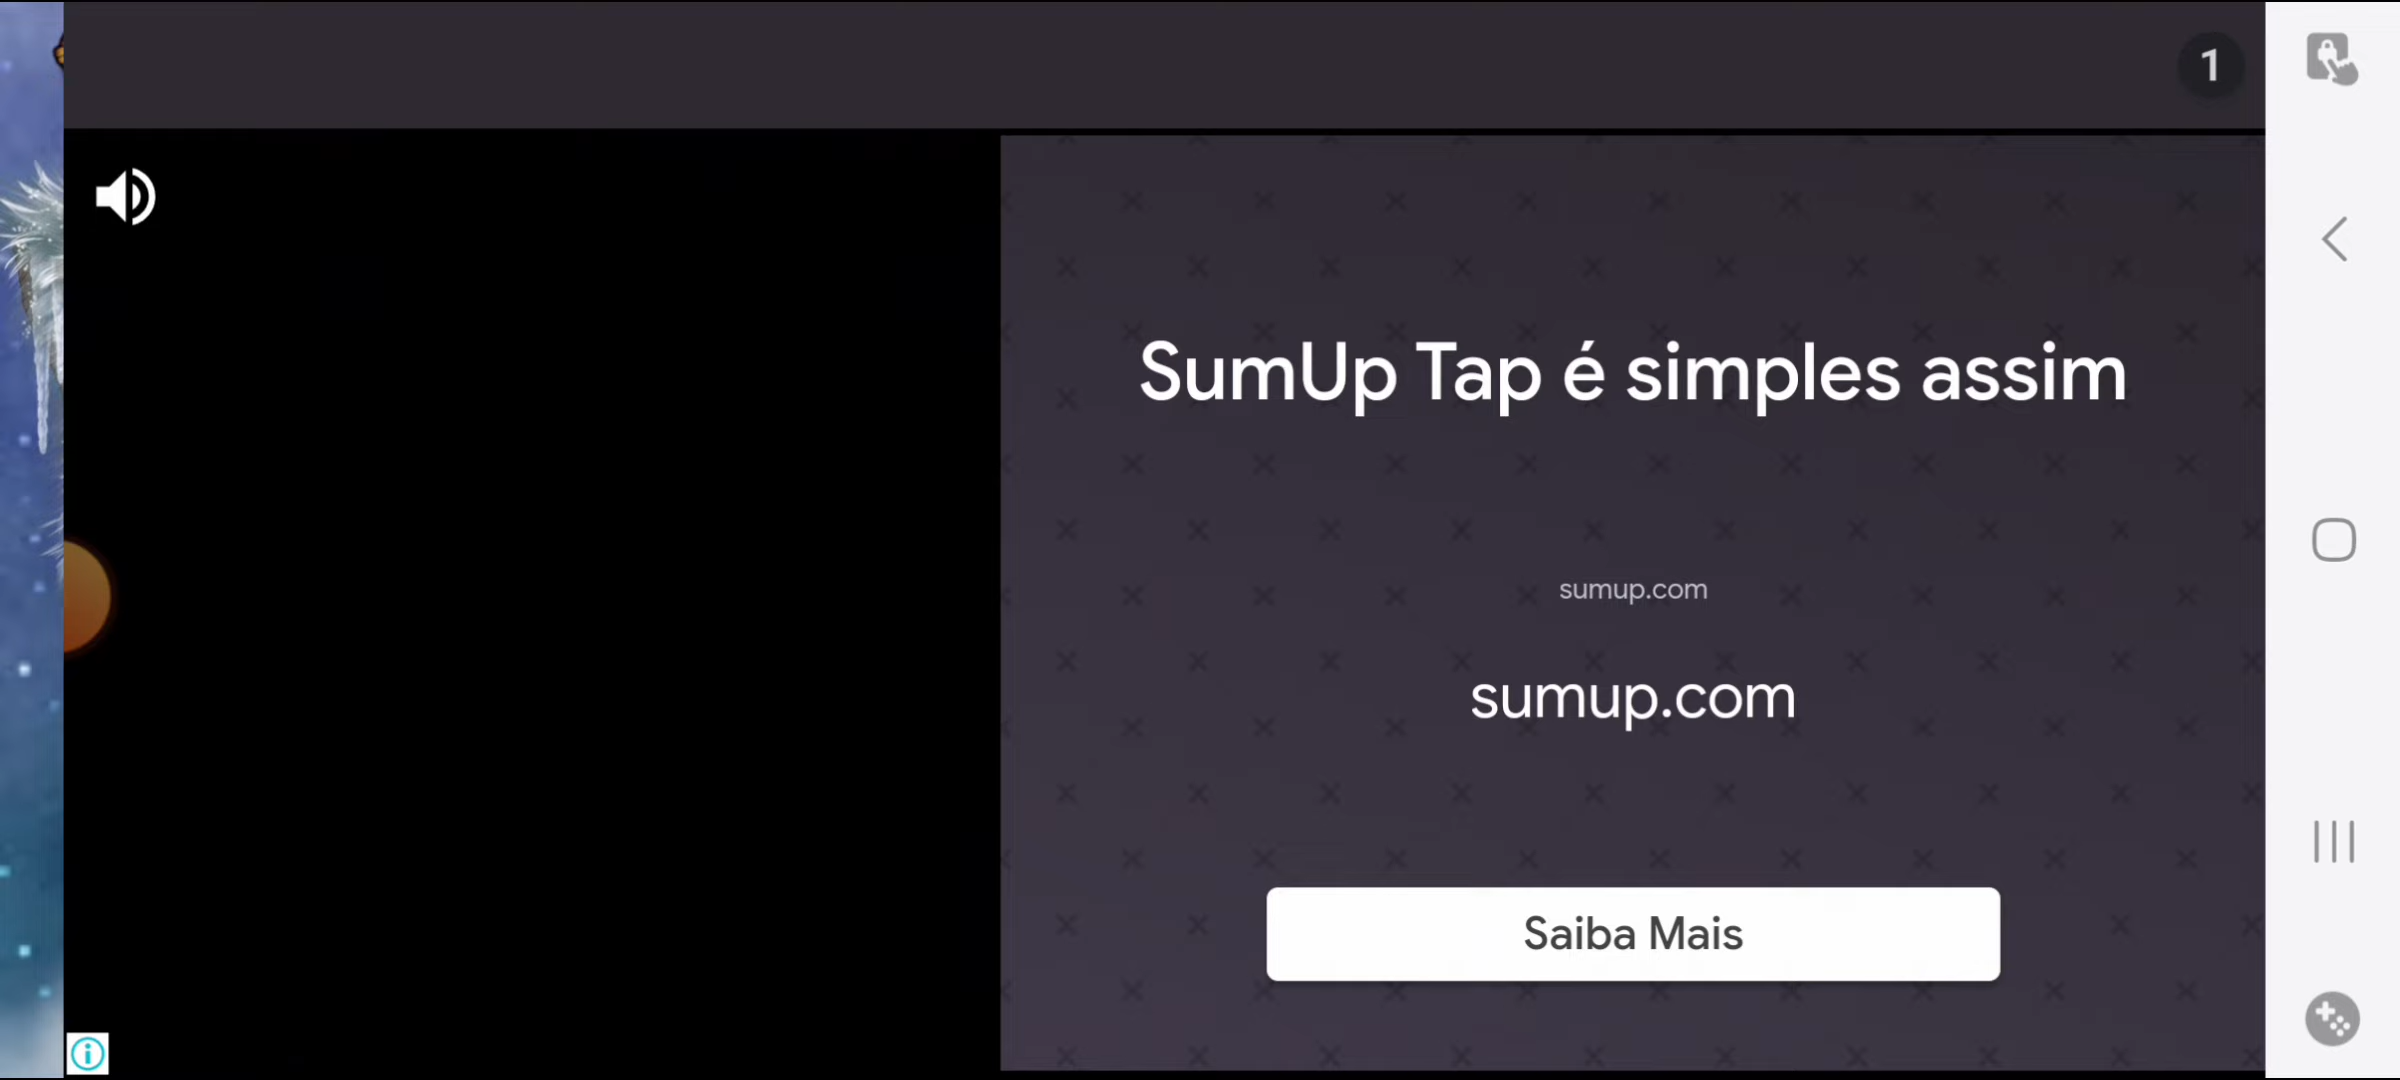 1
SumUp Tap é simples assim
sumup.com
sumup.com
Saiba Mais